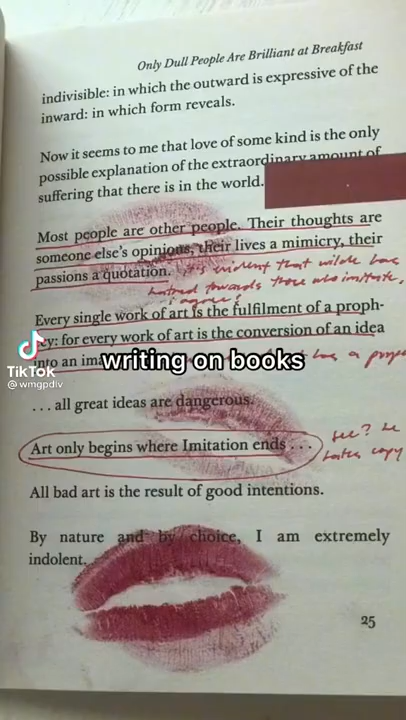 Only Dull People Are Brilliant at Breakfast
indivisible: in which the outward is expressive of the
inward: in which form reveals.
Now it seems to me that love of some kind is the only
possible explanation of the extraordinary amount of
suffering that there is in the world.
Most people are other people. Their thoughts are
someone else's opinions, their lives a mimicry, their
passions a quotation. it's evident that wilde has
hatred towards those who imitate,
i agree!
Every single work of art is the fulfilment of a proph-
ecy: for every work of art is the conversion of an idea
into an ima has a
writing on books
TikTok
@wmgpdlv
. . . all great ideas are dangerous.
Art only begins where Imitation ends . . .
see? he
hates copy
All bad art is the result of good intentions.
By nature and by choice, I am extremely
indolent.
25